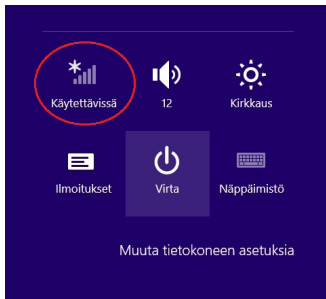 Käytettävissä 12 Kirkkaus
Ilmoitukset Virta Näppäimistö
Muuta tietokoneen asetuksia